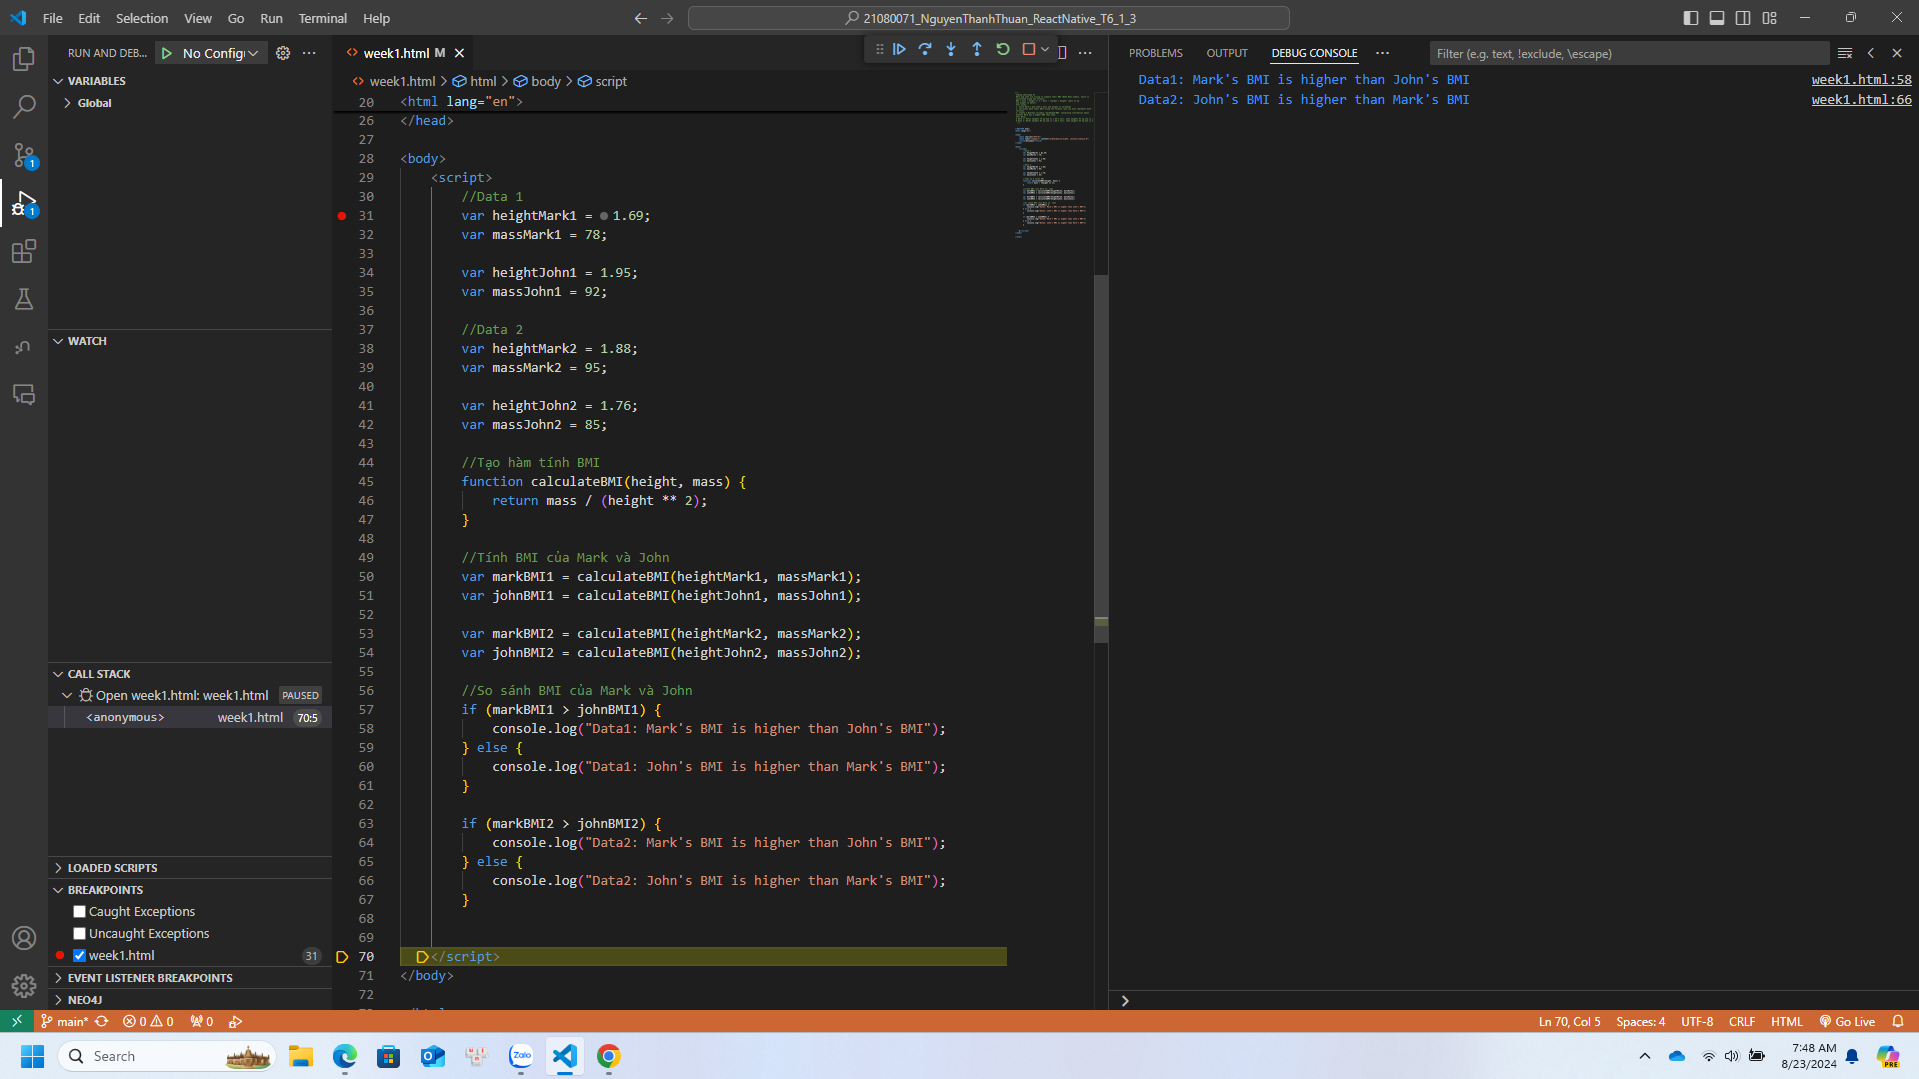 File Edit Selection View Go Run Terminal Help
21080071_NguyenThanhThuan_ReactNative_T6_1_3
RUN AND DEB... No Config
VARIABLES
Global
WATCH
CALL STACK
Open week1.html: week1.html PAUSED
<anonymous> week1.html 70:5
LOADED SCRIPTS
BREAKPOINTS
Caught Exceptions
Uncaught Exceptions
week1.html 31
EVENT LISTENER BREAKPOINTS
NEO4J
week1.html M
week1.html > html > body > script
20 <html lang="en">
26 </head>
27
28 <body>
29 <script>
30 //Data 1
31 var heightMark1 = 1.69;
32 var massMark1 = 78;
33
34 var heightJohn1 = 1.95;
35 var massJohn1 = 92;
36
37 //Data 2
38 var heightMark2 = 1.88;
39 var massMark2 = 95;
40
41 var heightJohn2 = 1.76;
42 var massJohn2 = 85;
43
44 //Tạo hàm tính BMI
45 function calculateBMI(height, mass) {
46 return mass / (height ** 2);
47 }
48
49 //Tính BMI của Mark và John
50 var markBMI1 = calculateBMI(heightMark1, massMark1);
51 var johnBMI1 = calculateBMI(heightJohn1, massJohn1);
52
53 var markBMI2 = calculateBMI(heightMark2, massMark2);
54 var johnBMI2 = calculateBMI(heightJohn2, massJohn2);
55
56 //So sánh BMI của Mark và John
57 if (markBMI1 > johnBMI1) {
58 console.log("Data1: Mark's BMI is higher than John's BMI");
59 } else {
60 console.log("Data1: John's BMI is higher than Mark's BMI");
61 }
62
63 if (markBMI2 > johnBMI2) {
64 console.log("Data2: Mark's BMI is higher than John's BMI");
65 } else {
66 console.log("Data2: John's BMI is higher than Mark's BMI");
67 }
68
69
70 </script>
71 </body>
72
PROBLEMS OUTPUT DEBUG CONSOLE
Filter (e.g. text, !exclude, \escape)
Data1: Mark's BMI is higher than John's BMI week1.html:58
Data2: John's BMI is higher than Mark's BMI week1.html:66
main* 0 0 0
Ln 70, Col 5 Spaces: 4 UTF-8 CRLF HTML Go Live
Search
Zalo
7:48 AM
8/23/2024
PRE